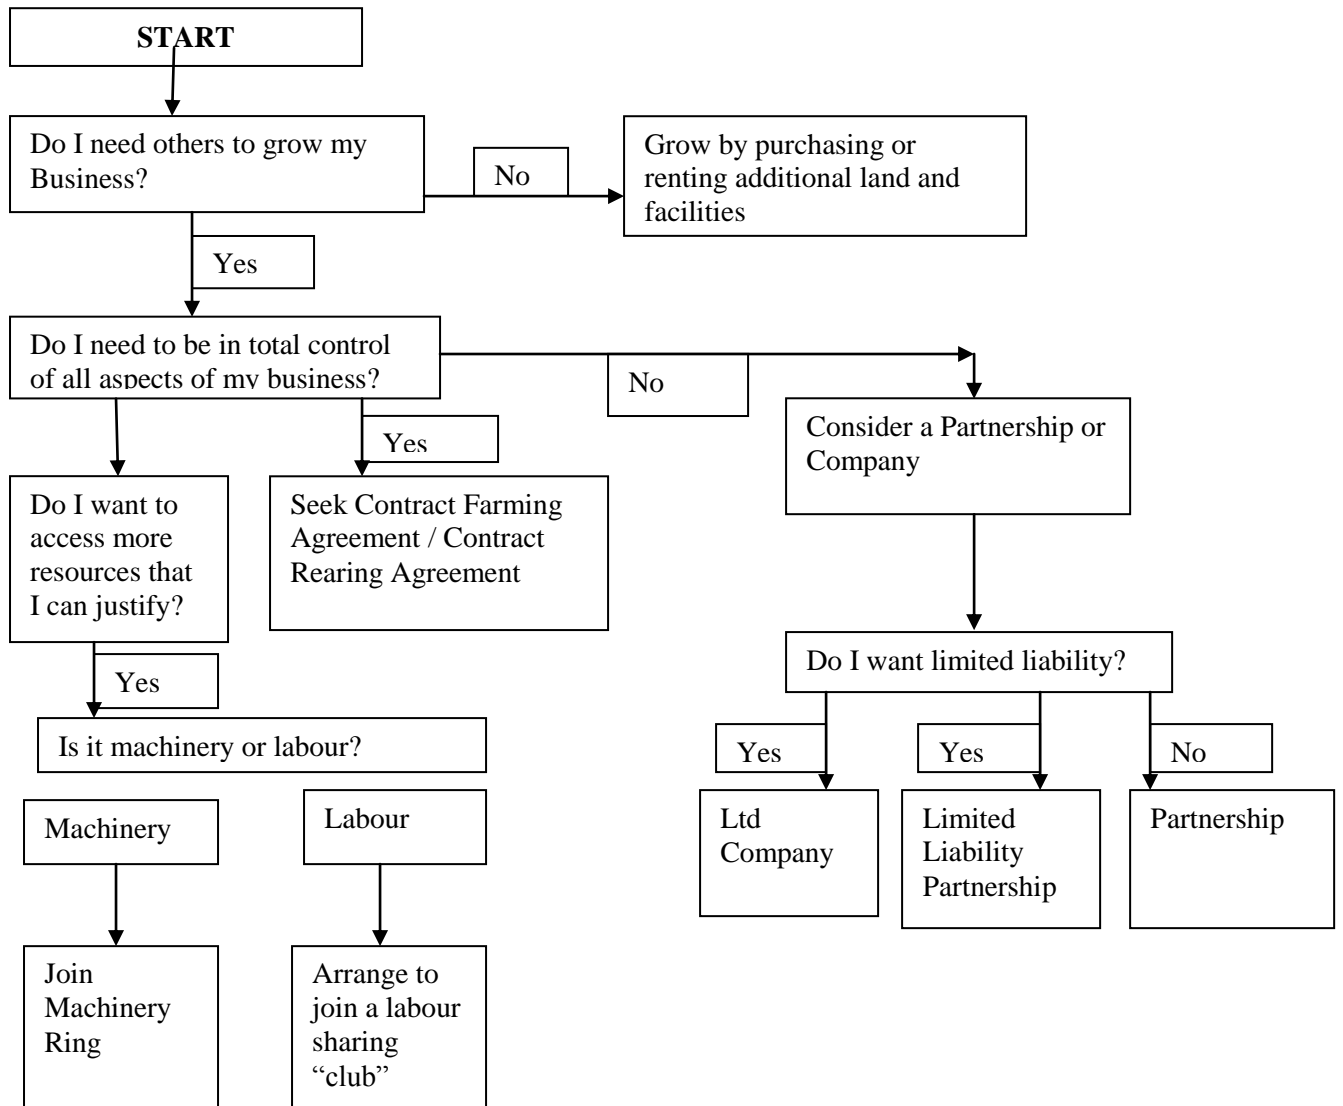 START
Do I need others to grow my
Business?
No
Grow by purchasing or
renting additional land and
facilities
Yes
Do I need to be in total control
of all aspects of my business?
No
Consider a Partnership or
Company
Yes
Do I want to
access more
resources that
I can justify?
Seek Contract Farming
Agreement / Contract
Rearing Agreement
Yes
Do I want limited liability?
Is it machinery or labour?
Yes
Yes
No
Machinery
Labour
Ltd
Company
Limited
Liability
Partnership
Partnership
Join
Machinery
Ring
Arrange to
join a labour
sharing
“club”